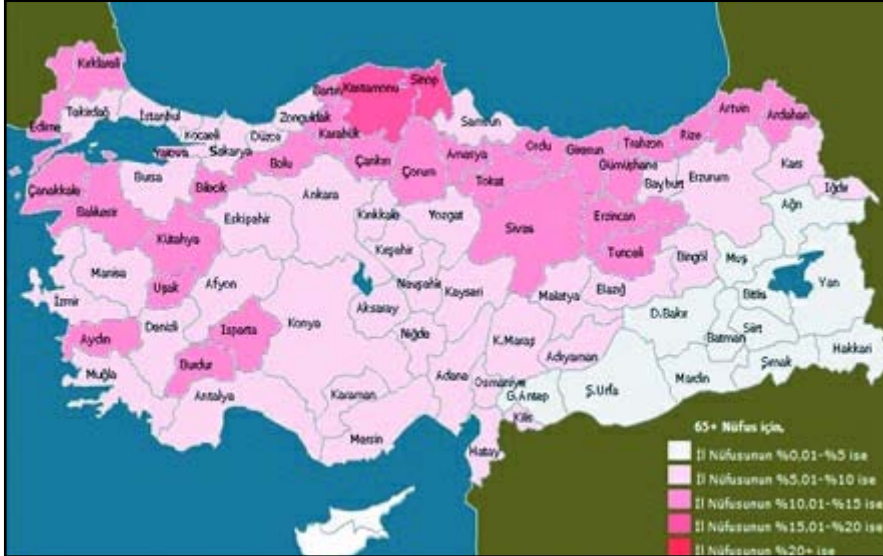 Kırklareli
Edirne
Tekirdağ
İstanbul
Kocaeli
Yalova
Sakarya
Düzce
Zonguldak
Bartın
Kastamonu
Sinop
Karabük
Samsun
Bolu
Çankırı
Çorum
Amasya
Tokat
Ordu
Giresun
Trabzon
Rize
Artvin
Ardahan
Gümüşhane
Bayburt
Erzurum
Kars
Iğdır
Ağrı
Çanakkale
Balıkesir
Bursa
Bilecik
Kütahya
Eskişehir
Ankara
Kırıkkale
Yozgat
Sivas
Erzincan
Tunceli
Bingöl
Muş
Bitlis
Van
Manisa
Uşak
Afyon
Keşehir
Nevşehir
Kayseri
Malatya
Elazığ
İzmir
Aydın
Denizli
Isparta
Burdur
Konya
Aksaray
Niğde
K.Maraş
Adıyaman
D.Bakır
Batman
Siirt
Şırnak
Hakkari
Muğla
Antalya
Karaman
Mersin
Adana
Osmaniye
G.Antep
Kilis
Ş.Urfa
Mardin
Hatay
65+ Nüfus için,
İl Nüfusunun %0,01-%5 ise
İl Nüfusunun %5,01-%10 ise
İl Nüfusunun %10,01-%15 ise
İl Nüfusunun %15,01-%20 ise
İl Nüfusunun %20+ ise